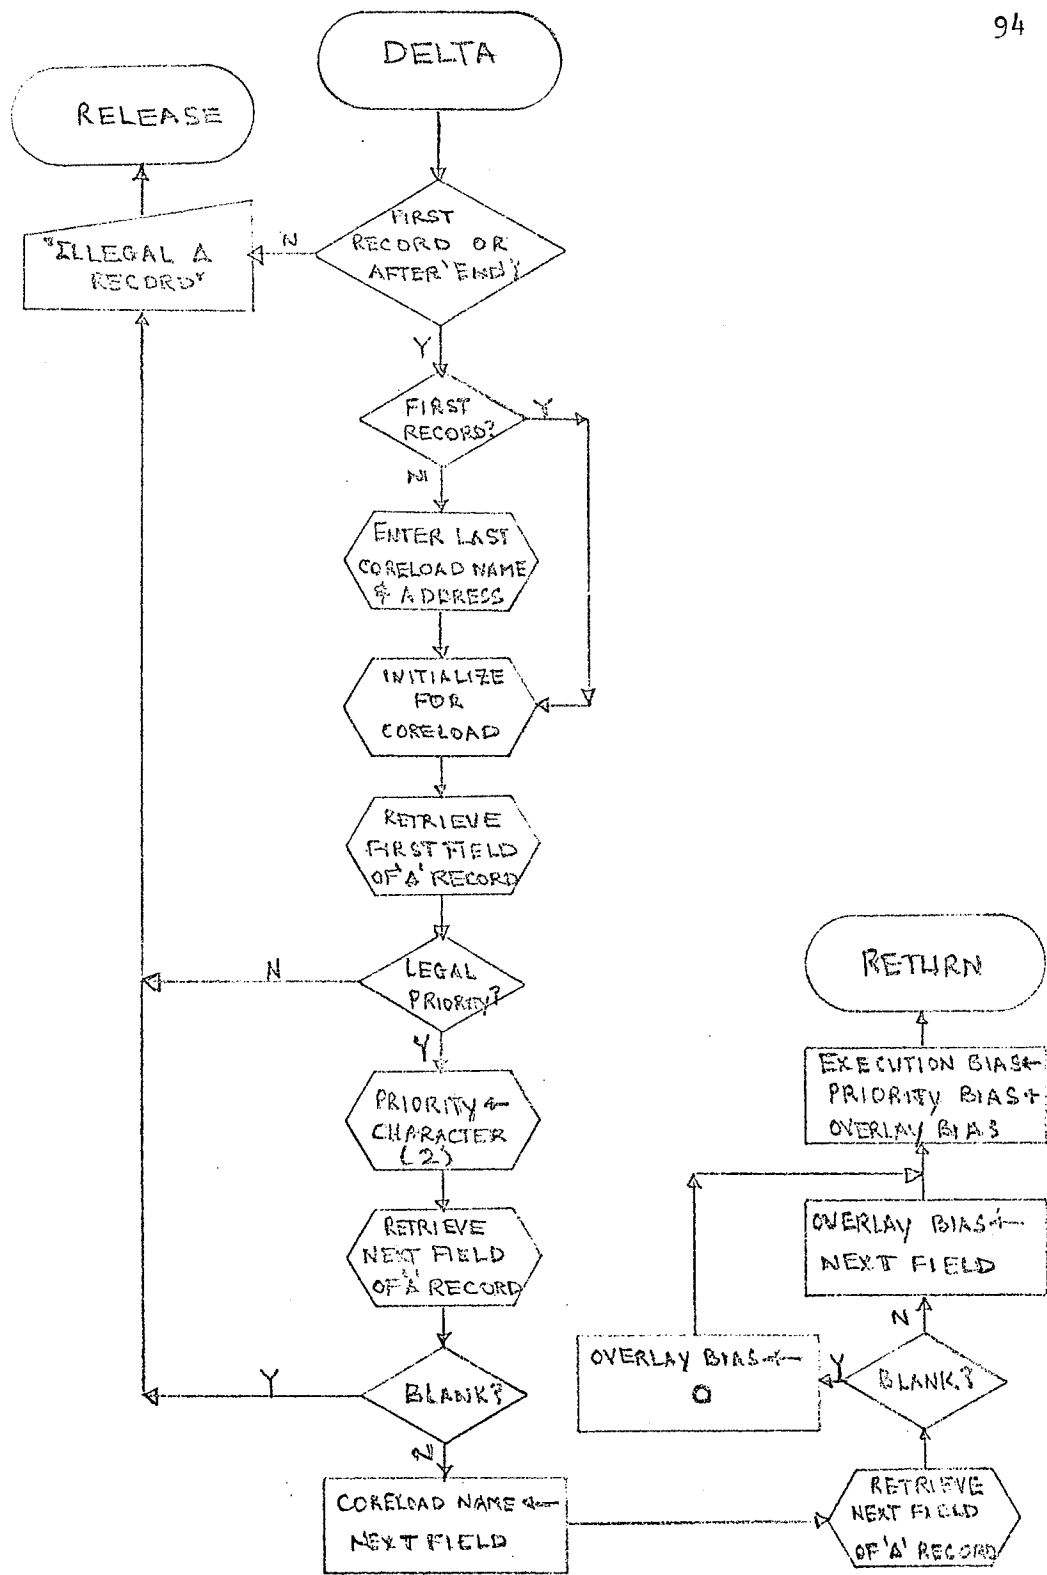 94
DELTA
RELEASE
FIRST
RECORD OR
AFTER 'END'?
N
"ILLEGAL Δ
RECORD"
Y
FIRST
RECORD?
Y
N
ENTER LAST
CORELOAD NAME
& ADDRESS
INITIALIZE
FOR
CORELOAD
RETRIEVE
FIRST FIELD
OF 'Δ' RECORD
LEGAL
PRIORITY?
N
Y
PRIORITY ←
CHARACTER
(2)
RETRIEVE
NEXT FIELD
OF 'Δ' RECORD
BLANK?
Y
N
CORELOAD NAME ←
NEXT FIELD
RETRIEVE
NEXT FIELD
OF 'Δ' RECORD
BLANK?
Y
OVERLAY BIAS ←
0
N
OVERLAY BIAS ←
NEXT FIELD
EXECUTION BIAS ←
PRIORITY BIAS +
OVERLAY BIAS
RETURN